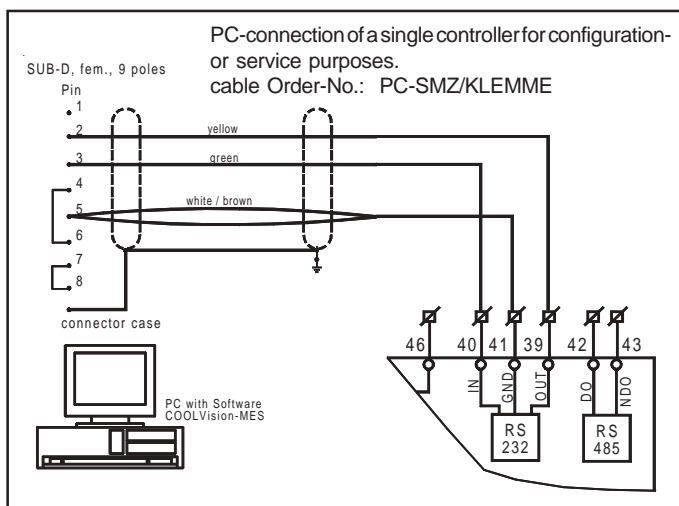 PC-connection of a single controller for configuration-
or service purposes.
cable Order-No.: PC-SMZ/KLEMME
SUB-D, fem., 9 poles
Pin
1
2
yellow
3
green
4
white / brown
5
6
7
8
connector case
PC with Software
COOLVision-MES
46 40 41 39 42 43
IN GND OUT DO NDO
RS
232
RS
485